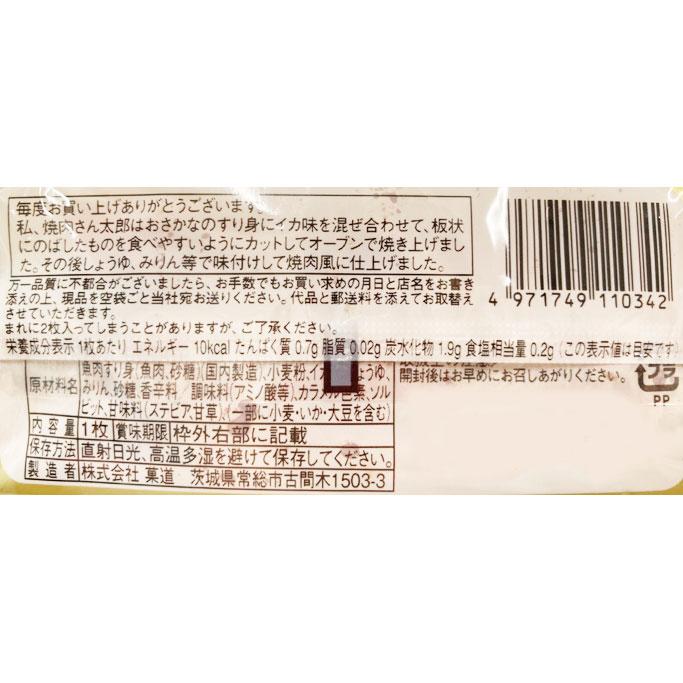 毎度お買い上げありがとうございます。
私、焼肉さん太郎はおさかなのすり身にイカ味を混ぜ合わせて、板状
にのばしたものを食べやすいようにカットしてオーブンで焼き上げまし
た。その後しょうゆ、みりん等で味付けして焼肉風に仕上げました。
万一品質に不都合がございましたら、お手数でもお買い求めの月日と店名をお書き
添えの上、現品を空袋ごと当社宛お送りください。代品と郵送料を添えてお取替え
させていただきます。
まれに2枚入ってしまうことがありますが、ご了承ください。
4 971749 110342
栄養成分表示 1枚あたり エネルギー 10kcal たんぱく質 0.7g 脂質 0.02g 炭水化物 1.9g 食塩相当量 0.2g (この表示値は目安です)
開封後はお早めにお召しあがりください。
プラ
PP
原材料名
魚肉すり身(魚肉、砂糖)(国内製造)、小麦粉、イ ょうゆ、
みりん、砂糖、香辛料/調味料(アミノ酸等)、カラメル色素、ソル
ビット、甘味料(ステビア、甘草)、(一部に小麦・いか・大豆を含む)
内容量 1枚 賞味期限 枠外右部に記載
保存方法 直射日光、高温多湿を避けて保存してください。
製造者 株式会社 菓道 茨城県常総市古間木1503-3